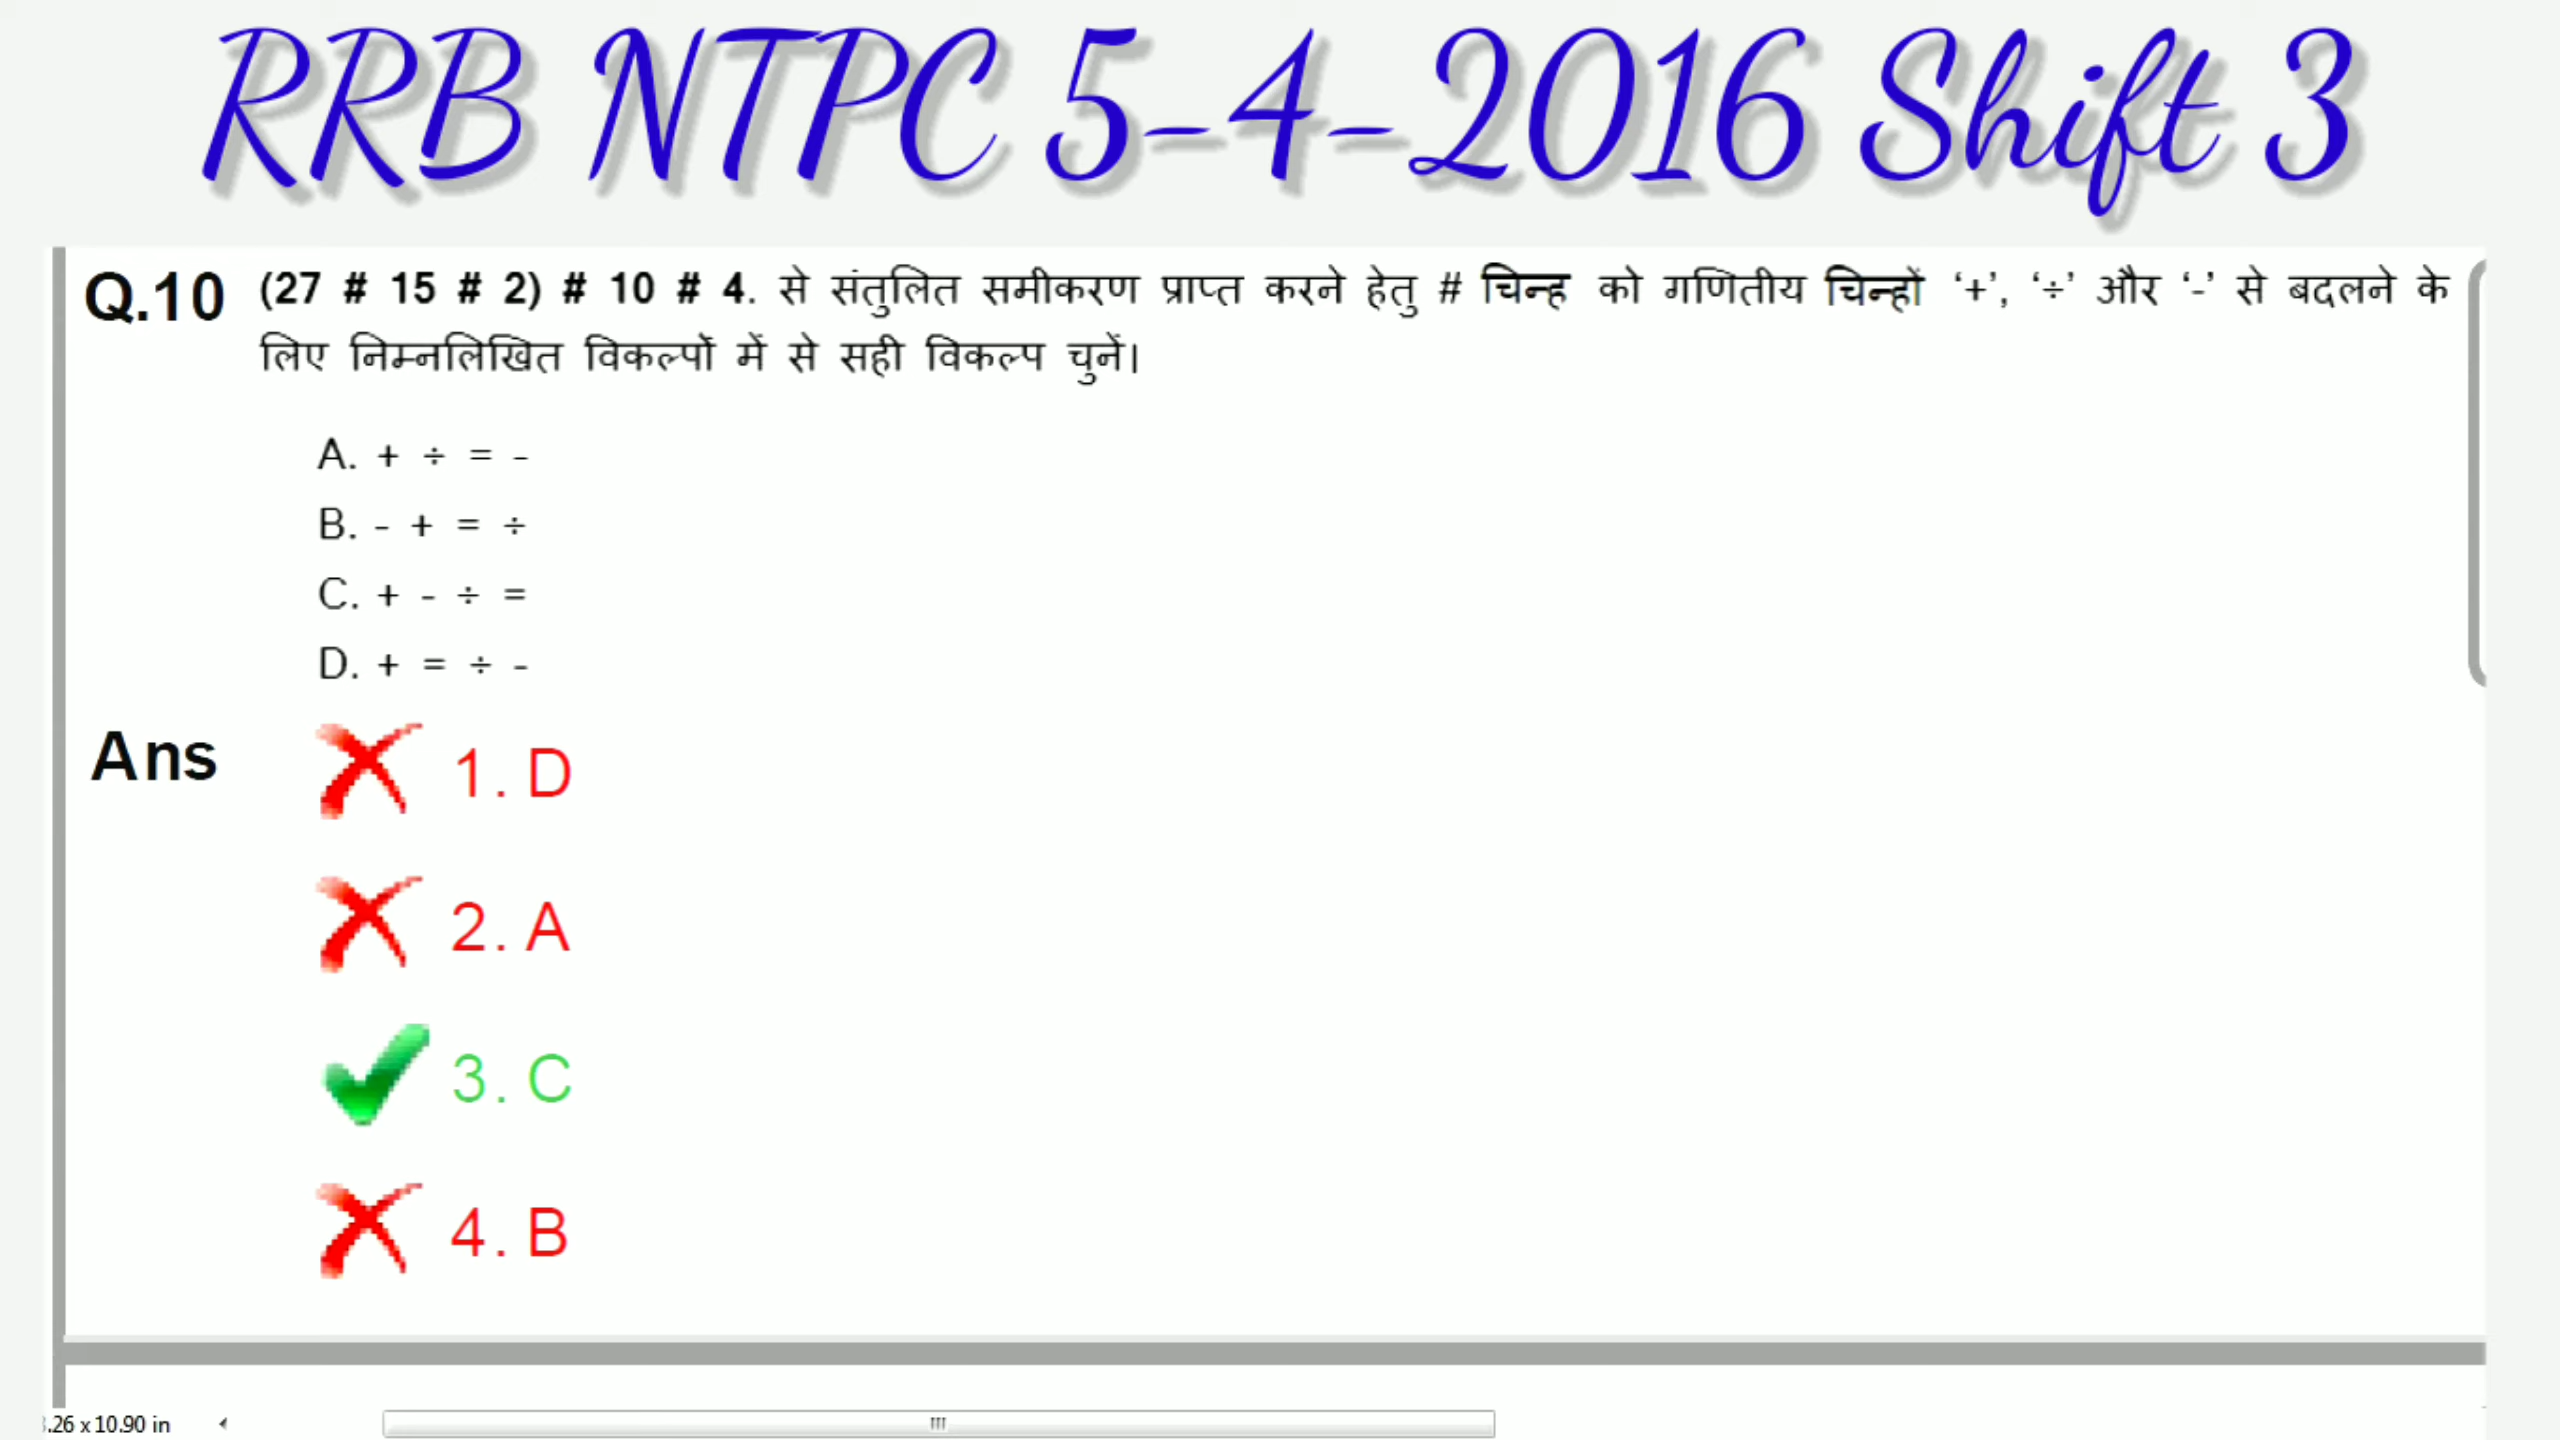 RRB NTPC 5-4-2016 Shift 3
Q.10 (27 # 15 # 2) # 10 # 4. से संतुलित समीकरण प्राप्त करने हेतु # चिन्ह को गणितीय चिन्हों ‘+’, ‘÷’ और ‘-’ से बदलने के
लिए निम्नलिखित विकल्पों में से सही विकल्प चुनें।
A. + ÷ = -
B. - + = ÷
C. + - ÷ =
D. + = ÷ -
Ans
1. D
2. A
3. C
4. B
.26 x 10.90 in